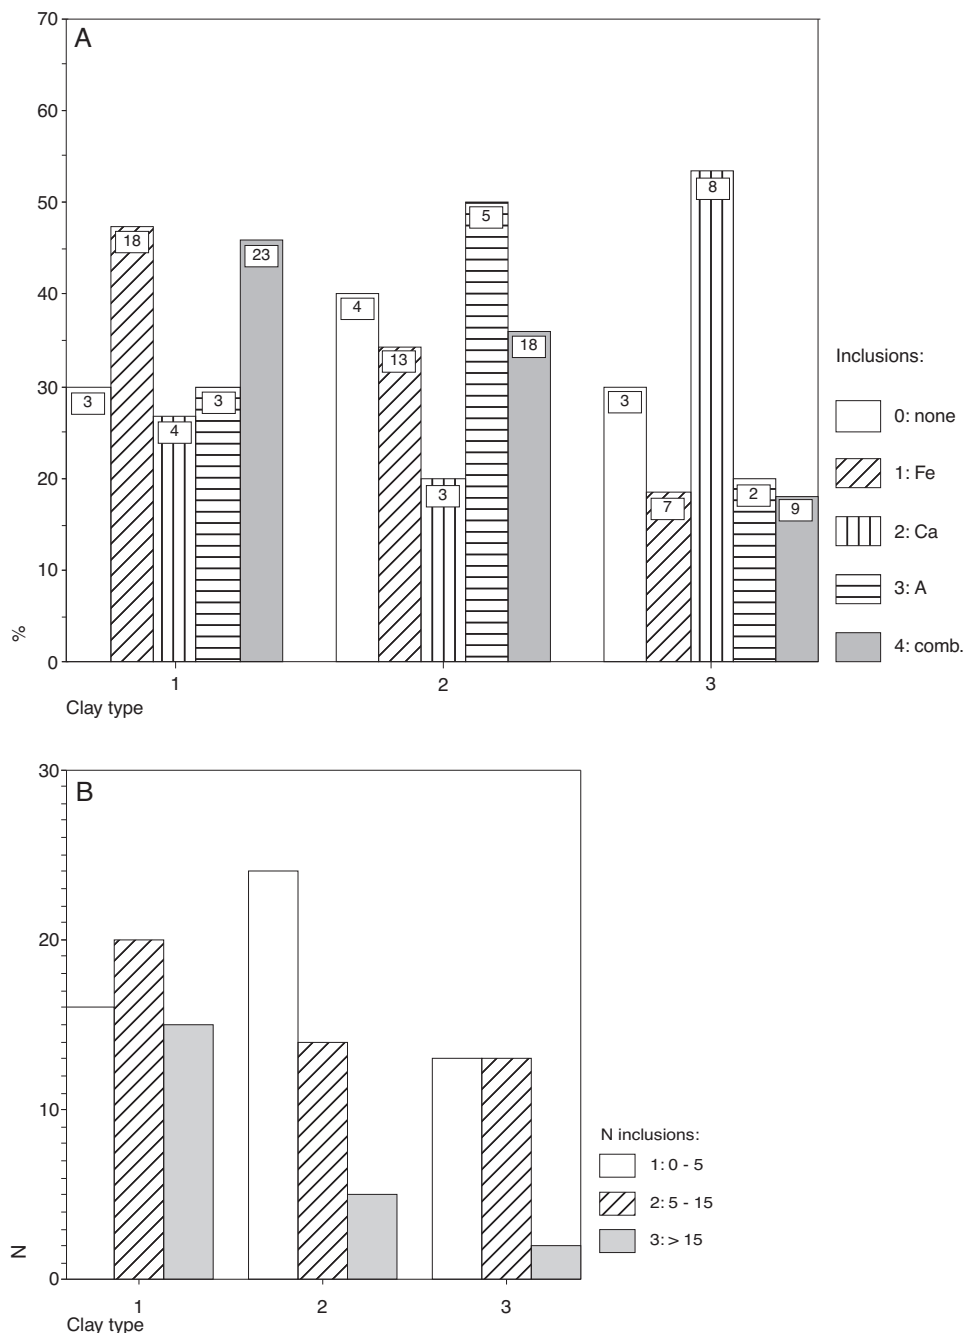 A
70
60
50
40
30
20
10
0
%
3
18
4
3
23
4
13
3
5
18
3
7
8
2
9
1
2
3
Clay type
Inclusions:
0: none
1: Fe
2: Ca
3: A
4: comb.
B
30
20
10
0
N
1
2
3
Clay type
N inclusions:
1: 0 - 5
2: 5 - 15
3: > 15